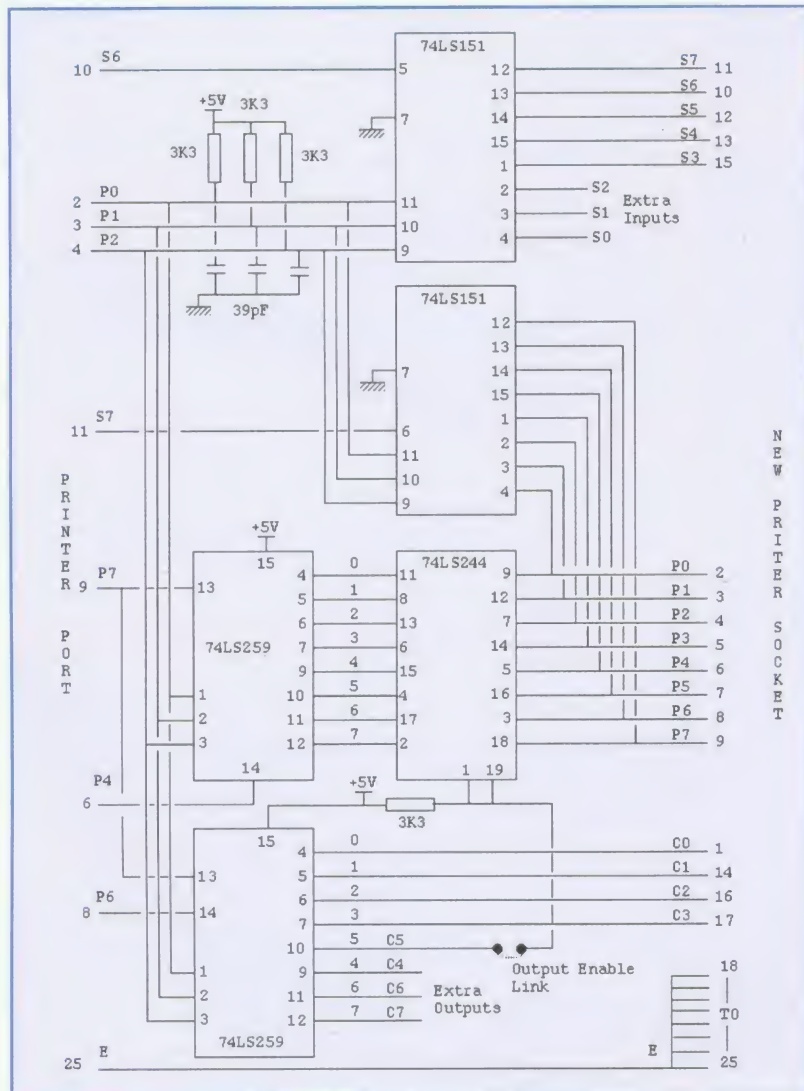 74LS151
S6
10
5
12
S7
11
+5V
3K3
13
S6
10
7
14
S5
12
3K3
3K3
15
S4
13
1
S3
15
P0
2
11
2
S2
P1
3
10
3
S1
Extra
Inputs
P2
4
9
4
S0
39pF
74LS151
12
13
7
14
15
S7
11
6
1
11
2
10
3
9
4
PRINTER PORT
NEW PRINTER SOCKET
+5V
74LS244
15
4
0
11
9
P0
2
P7
9
13
5
1
8
12
P1
3
6
2
13
7
P2
4
74LS259
7
3
6
14
P3
5
9
4
15
5
P4
6
1
10
5
4
16
P5
7
2
11
6
17
3
P6
8
3
12
7
2
18
P7
9
14
1 19
P4
6
+5V
3K3
15
4
0
C0
1
13
5
1
C1
14
P6
8
14
6
2
C2
16
7
3
C3
17
10
5 C5
Output Enable
Link
1
9
4 C4
2
11
6 C6
Extra
Outputs
3
12
7 C7
74LS259
18
TO
25
E
25 E